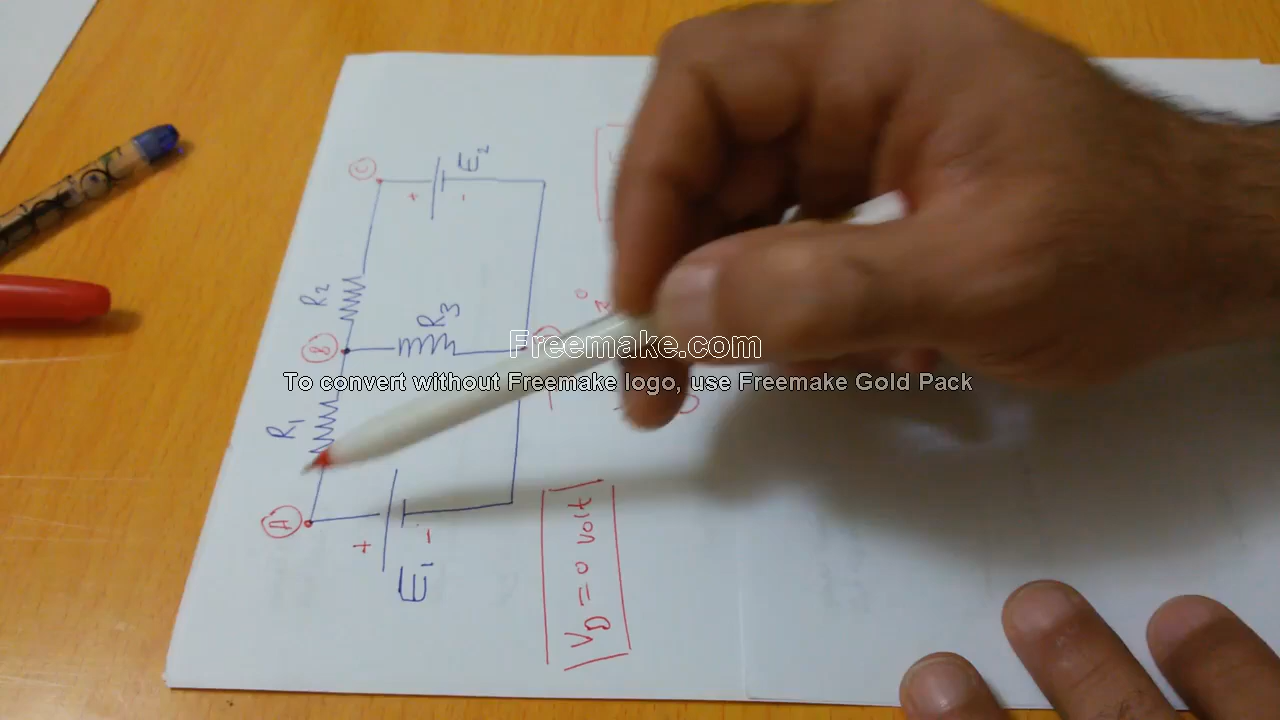 C
E2
+ -
R2
R3
B
R1
A
+ -
E1
VD = 0 volt
Freemake.com
To convert without Freemake logo, use Freemake Gold Pack